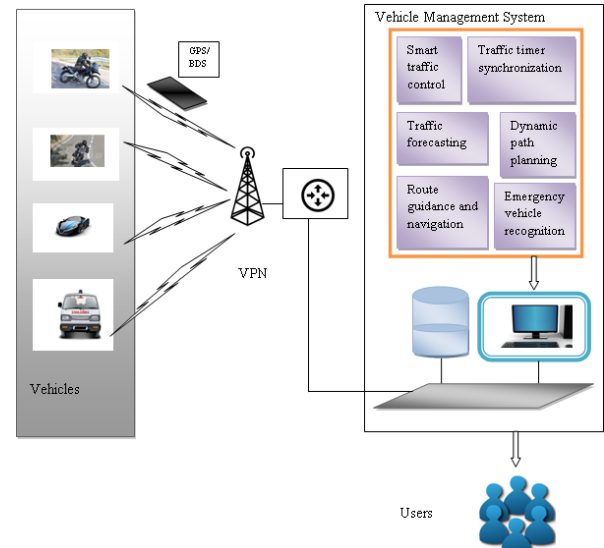 Vehicle Management System
GPS/
BDS
Smart
traffic
control
Traffic timer
synchronization
Traffic
forecasting
Dynamic
path
planning
Route
guidance and
navigation
Emergency
vehicle
recognition
VPN
Vehicles
Users